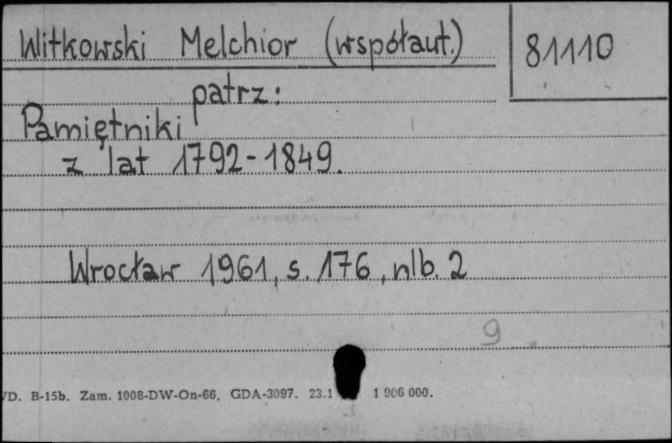 Witkowski Melchior (współaut.)
81110
patrz:
Pamiętniki
z lat 1792-1849.
Wrocław 1961, s. 176, nlb. 2
9
VD. B-15b. Zam. 1008-DW-On-66. GDA-3097. 23.1 1 906 000.